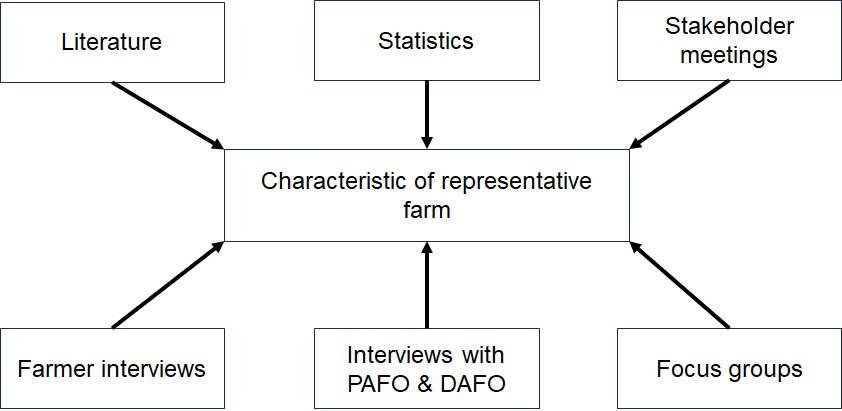 Literature
Statistics
Stakeholder
meetings
Characteristic of representative
farm
Farmer interviews
Interviews with
PAFO & DAFO
Focus groups